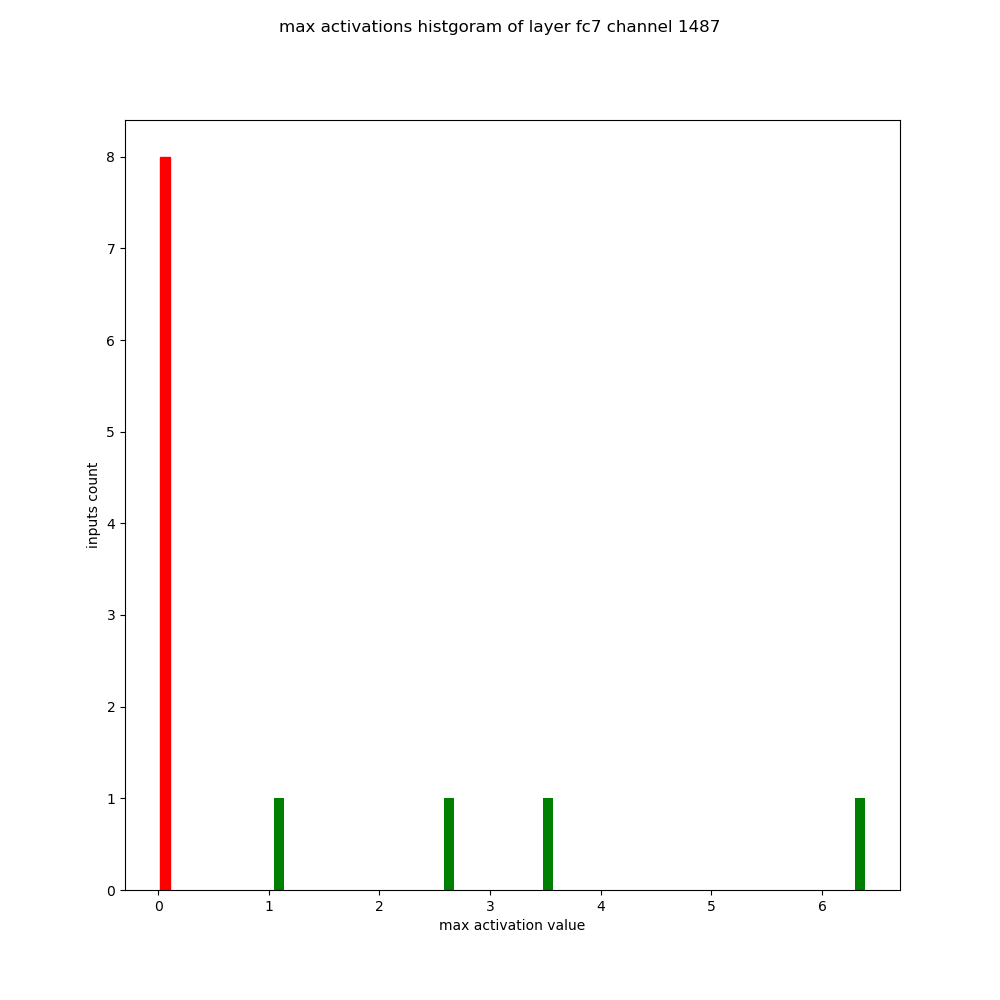 max activations histgoram of layer fc7 channel 1487
8
7
6
5
4
3
2
1
0
inputs count
0 1 2 3 4 5 6
max activation value